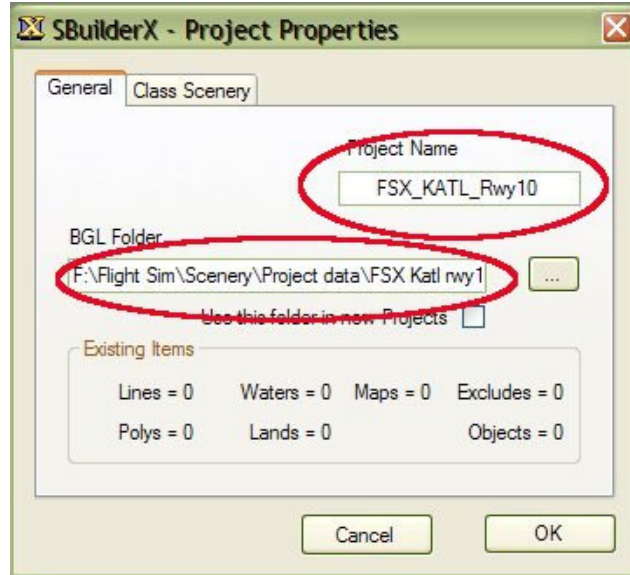 SBuilderX - Project Properties
General Class Scenery
Project Name
FSX_KATL_Rwy10
BGL Folder
F:\Flight Sim\Scenery\Project data\FSX Katl rwy1 ...
Use this folder in new Projects
Existing Items
Lines = 0 Waters = 0 Maps = 0 Excludes = 0
Polys = 0 Lands = 0 Objects = 0
Cancel OK